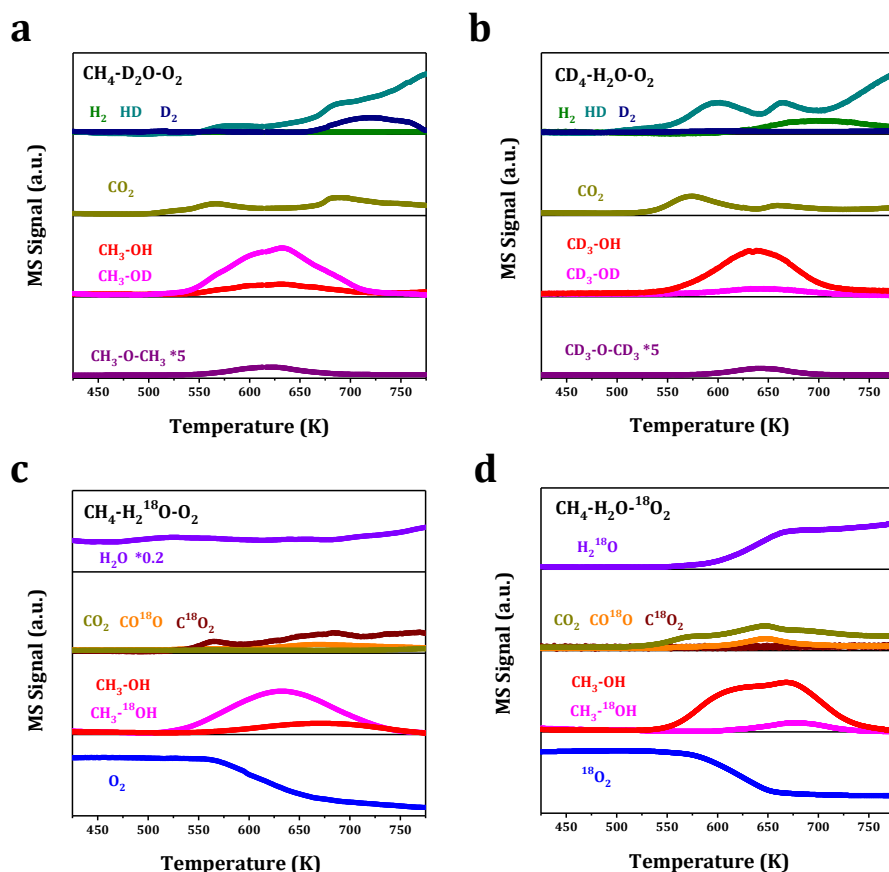 a
CH₄-D₂O-O₂
H₂ HD D₂
CO₂
CH₃-OH
CH₃-OD
CH₃-O-CH₃ *5
450 500 550 600 650 700 750
Temperature (K)
MS Signal (a.u.)
b
CD₄-H₂O-O₂
H₂ HD D₂
CO₂
CD₃-OH
CD₃-OD
CD₃-O-CD₃ *5
450 500 550 600 650 700 750
Temperature (K)
MS Signal (a.u.)
c
CH₄-H₂¹⁸O-O₂
H₂O *0.2
CO₂ CO¹⁸O C¹⁸O₂
CH₃-OH
CH₃-¹⁸OH
O₂
450 500 550 600 650 700 750
Temperature (K)
MS Signal (a.u.)
d
CH₄-H₂O-¹⁸O₂
H₂¹⁸O
CO₂ CO¹⁸O C¹⁸O₂
CH₃-OH
CH₃-¹⁸OH
¹⁸O₂
450 500 550 600 650 700 750
Temperature (K)
MS Signal (a.u.)